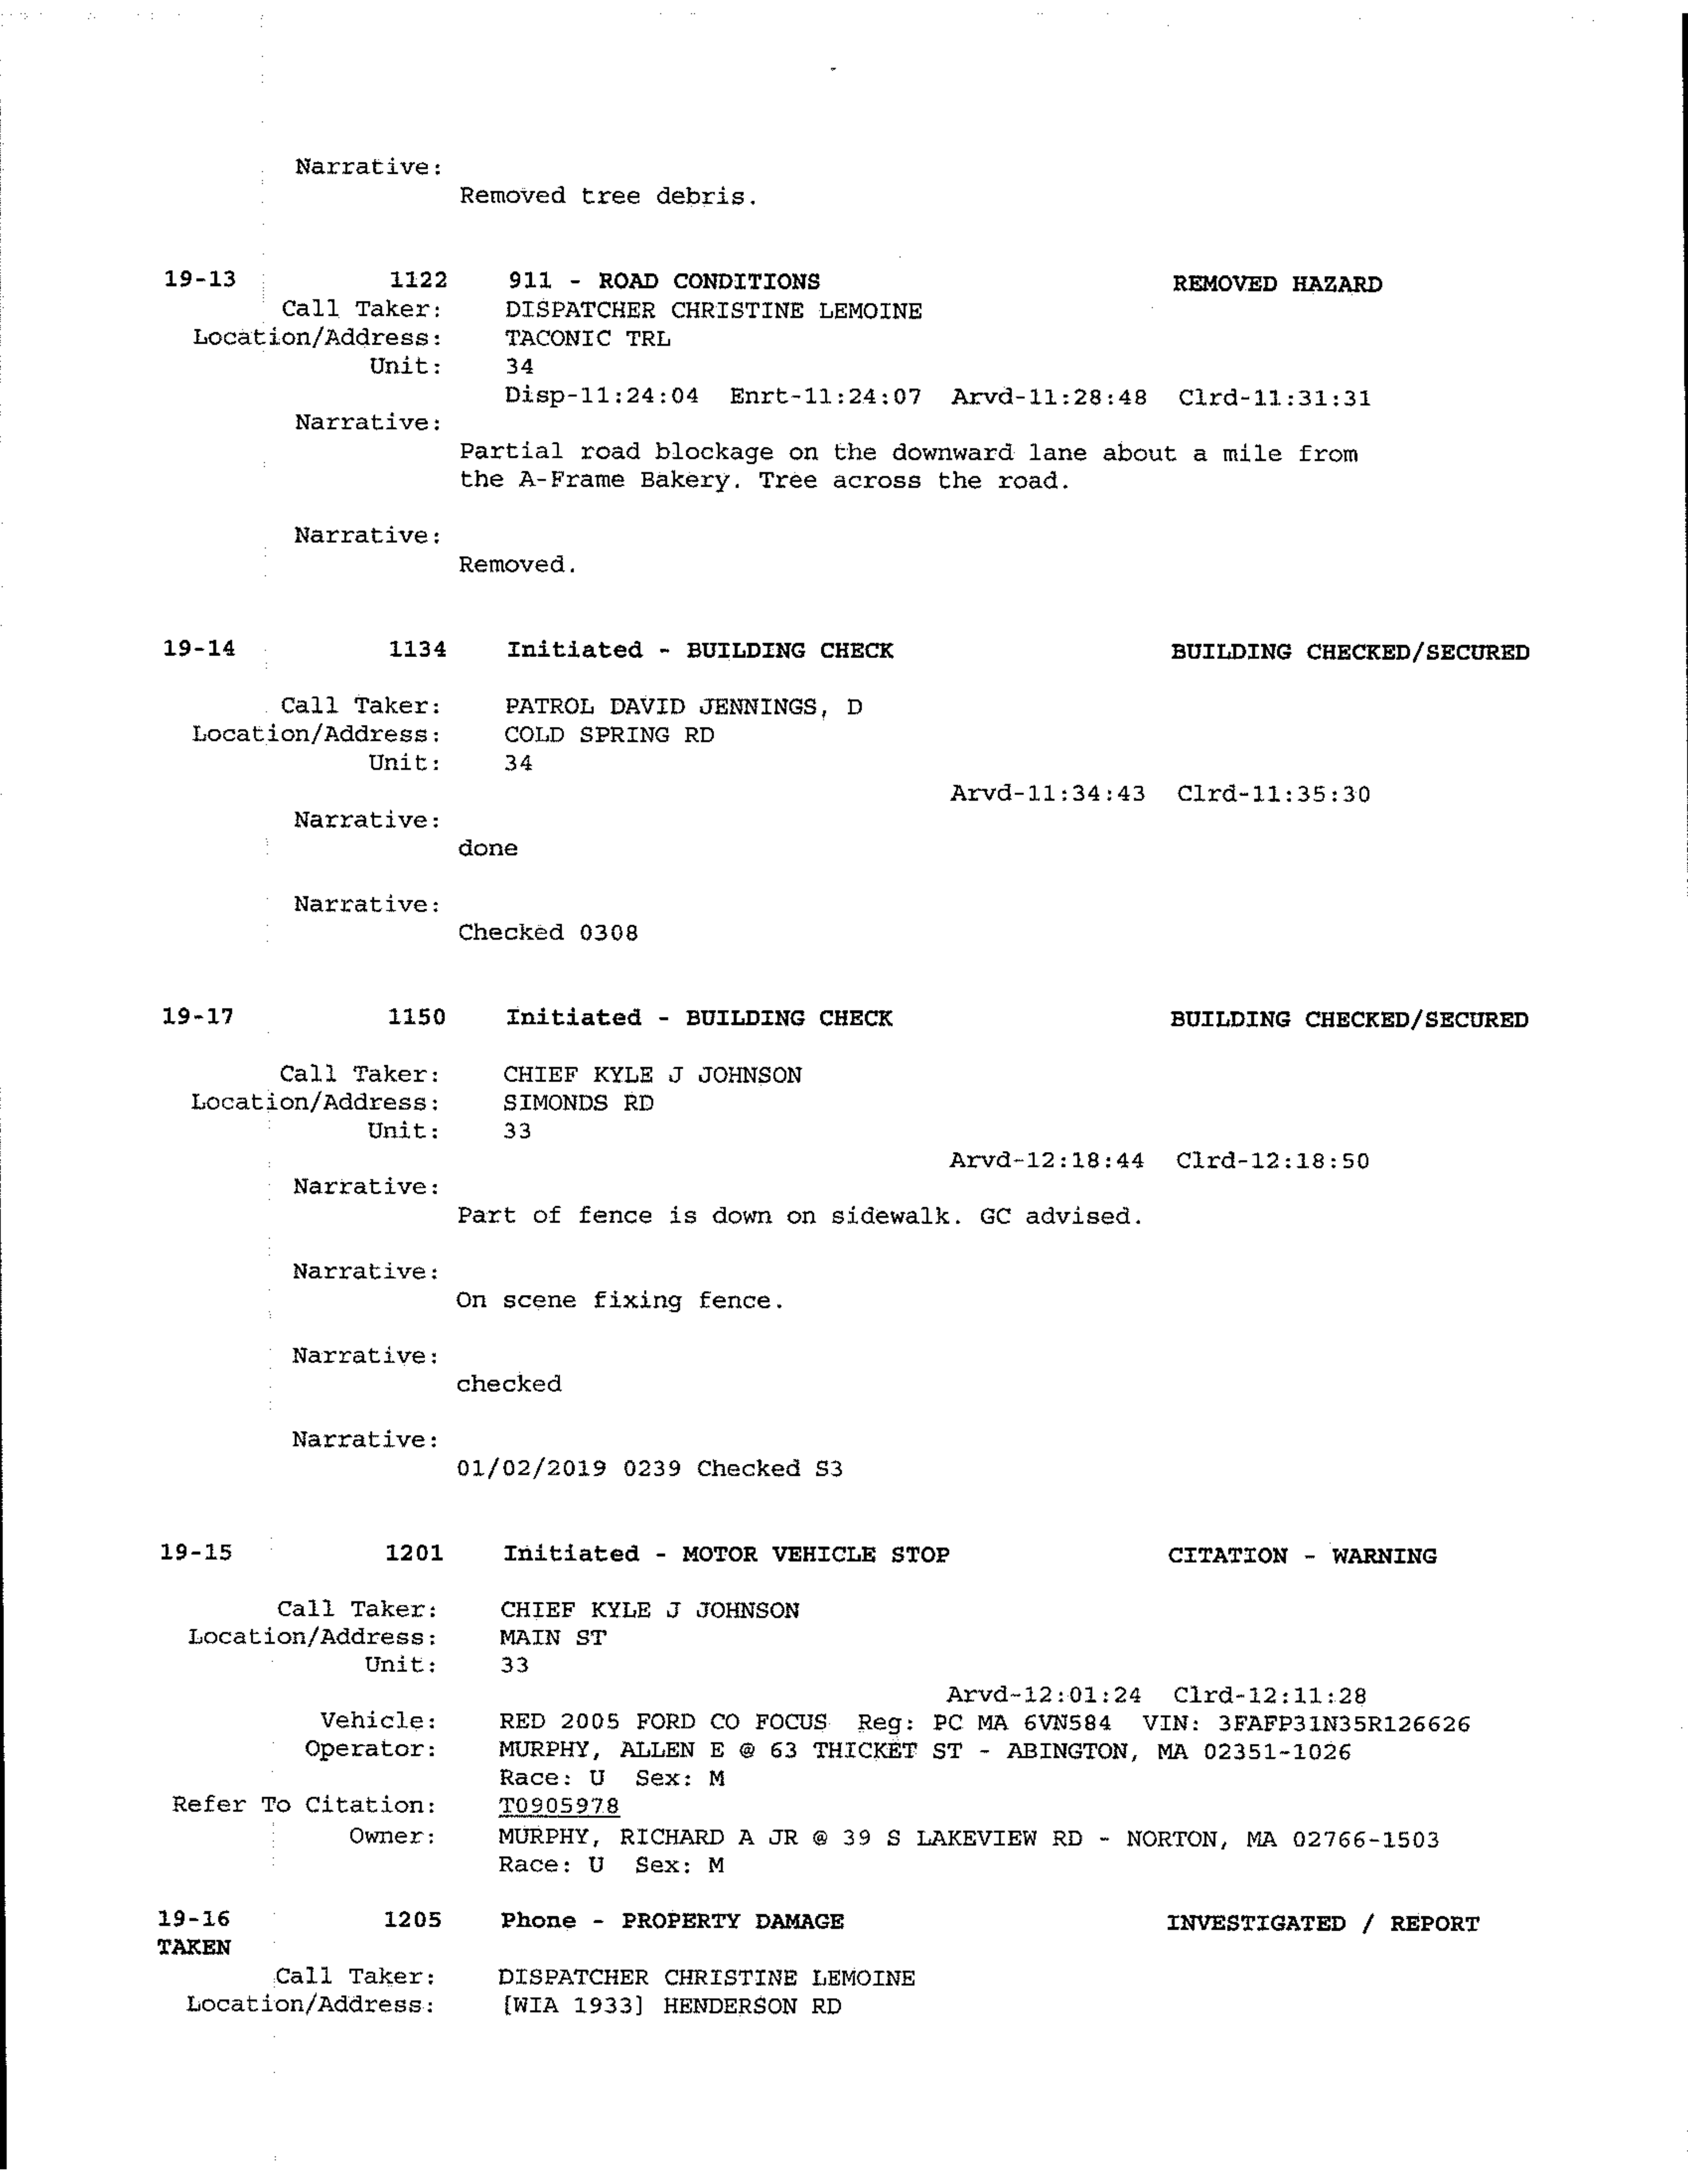 Narrative:
Removed tree debris.
19-13 1122 911 - ROAD CONDITIONS REMOVED HAZARD
Call Taker: DISPATCHER CHRISTINE LEMOINE
Location/Address: TACONIC TRL
Unit: 34
Disp-11:24:04 Enrt-11:24:07 Arvd-11:28:48 Clrd-11:31:31
Narrative:
Partial road blockage on the downward lane about a mile from
the A-Frame Bakery. Tree across the road.
Narrative:
Removed.
19-14 1134 Initiated - BUILDING CHECK BUILDING CHECKED/SECURED
Call Taker: PATROL DAVID JENNINGS, D
Location/Address: COLD SPRING RD
Unit: 34
Arvd-11:34:43 Clrd-11:35:30
Narrative:
done
Narrative:
Checked 0308
19-17 1150 Initiated - BUILDING CHECK BUILDING CHECKED/SECURED
Call Taker: CHIEF KYLE J JOHNSON
Location/Address: SIMONDS RD
Unit: 33
Arvd-12:18:44 Clrd-12:18:50
Narrative:
Part of fence is down on sidewalk. GC advised.
Narrative:
On scene fixing fence.
Narrative:
checked
Narrative:
01/02/2019 0239 Checked S3
19-15 1201 Initiated - MOTOR VEHICLE STOP CITATION - WARNING
Call Taker: CHIEF KYLE J JOHNSON
Location/Address: MAIN ST
Unit: 33
Arvd-12:01:24 Clrd-12:11:28
Vehicle: RED 2005 FORD CO FOCUS Reg: PC MA 6VN584 VIN: 3FAFP31N35R126626
Operator: MURPHY, ALLEN E @ 63 THICKET ST - ABINGTON, MA 02351-1026
Race: U Sex: M
Refer To Citation: T0905978
Owner: MURPHY, RICHARD A JR @ 39 S LAKEVIEW RD - NORTON, MA 02766-1503
Race: U Sex: M
19-16 1205 Phone - PROPERTY DAMAGE INVESTIGATED / REPORT
TAKEN
Call Taker: DISPATCHER CHRISTINE LEMOINE
Location/Address: [WIA 1933] HENDERSON RD